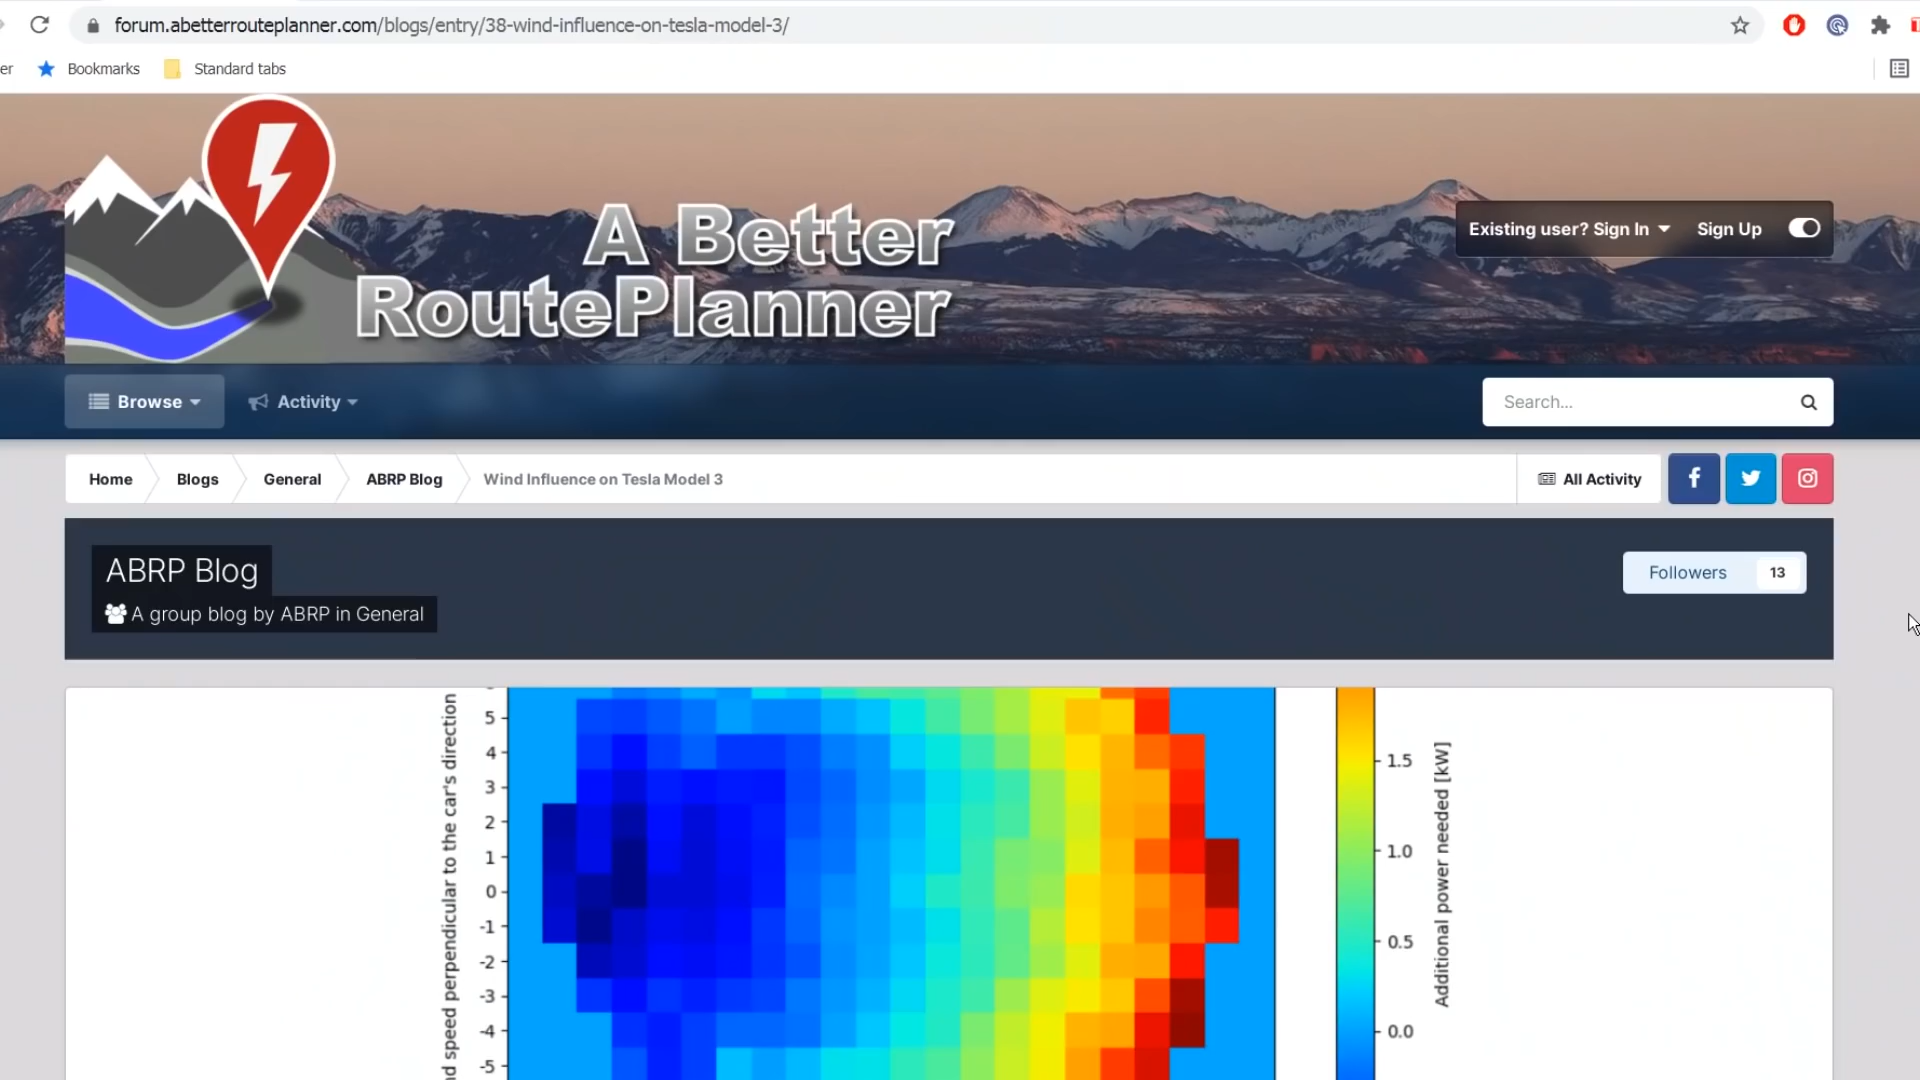 forum.abetterrouteplanner.com/blogs/entry/38-wind-influence-on-tesla-model-3/
er Bookmarks Standard tabs
A Better
RoutePlanner
Existing user? Sign In Sign Up
Browse Activity
Search...
Home Blogs General ABRP Blog Wind Influence on Tesla Model 3
All Activity
ABRP Blog
A group blog by ABRP in General
Followers 13
nd speed perpendicular to the car's direction
5
4
3
2
1
0
-1
-2
-3
-4
-5
1.5
1.0
0.5
0.0
Additional power needed [kW]